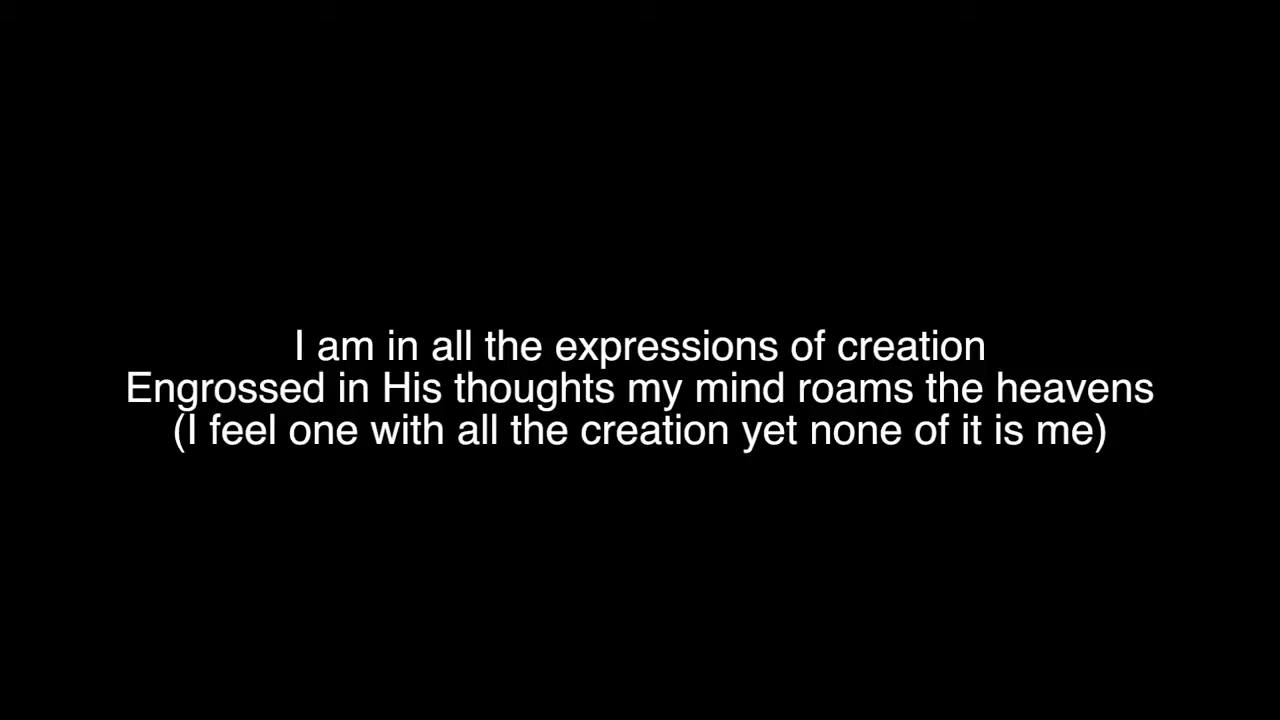 I am in all the expressions of creation
Engrossed in His thoughts my mind roams the heavens
(I feel one with all the creation yet none of it is me)